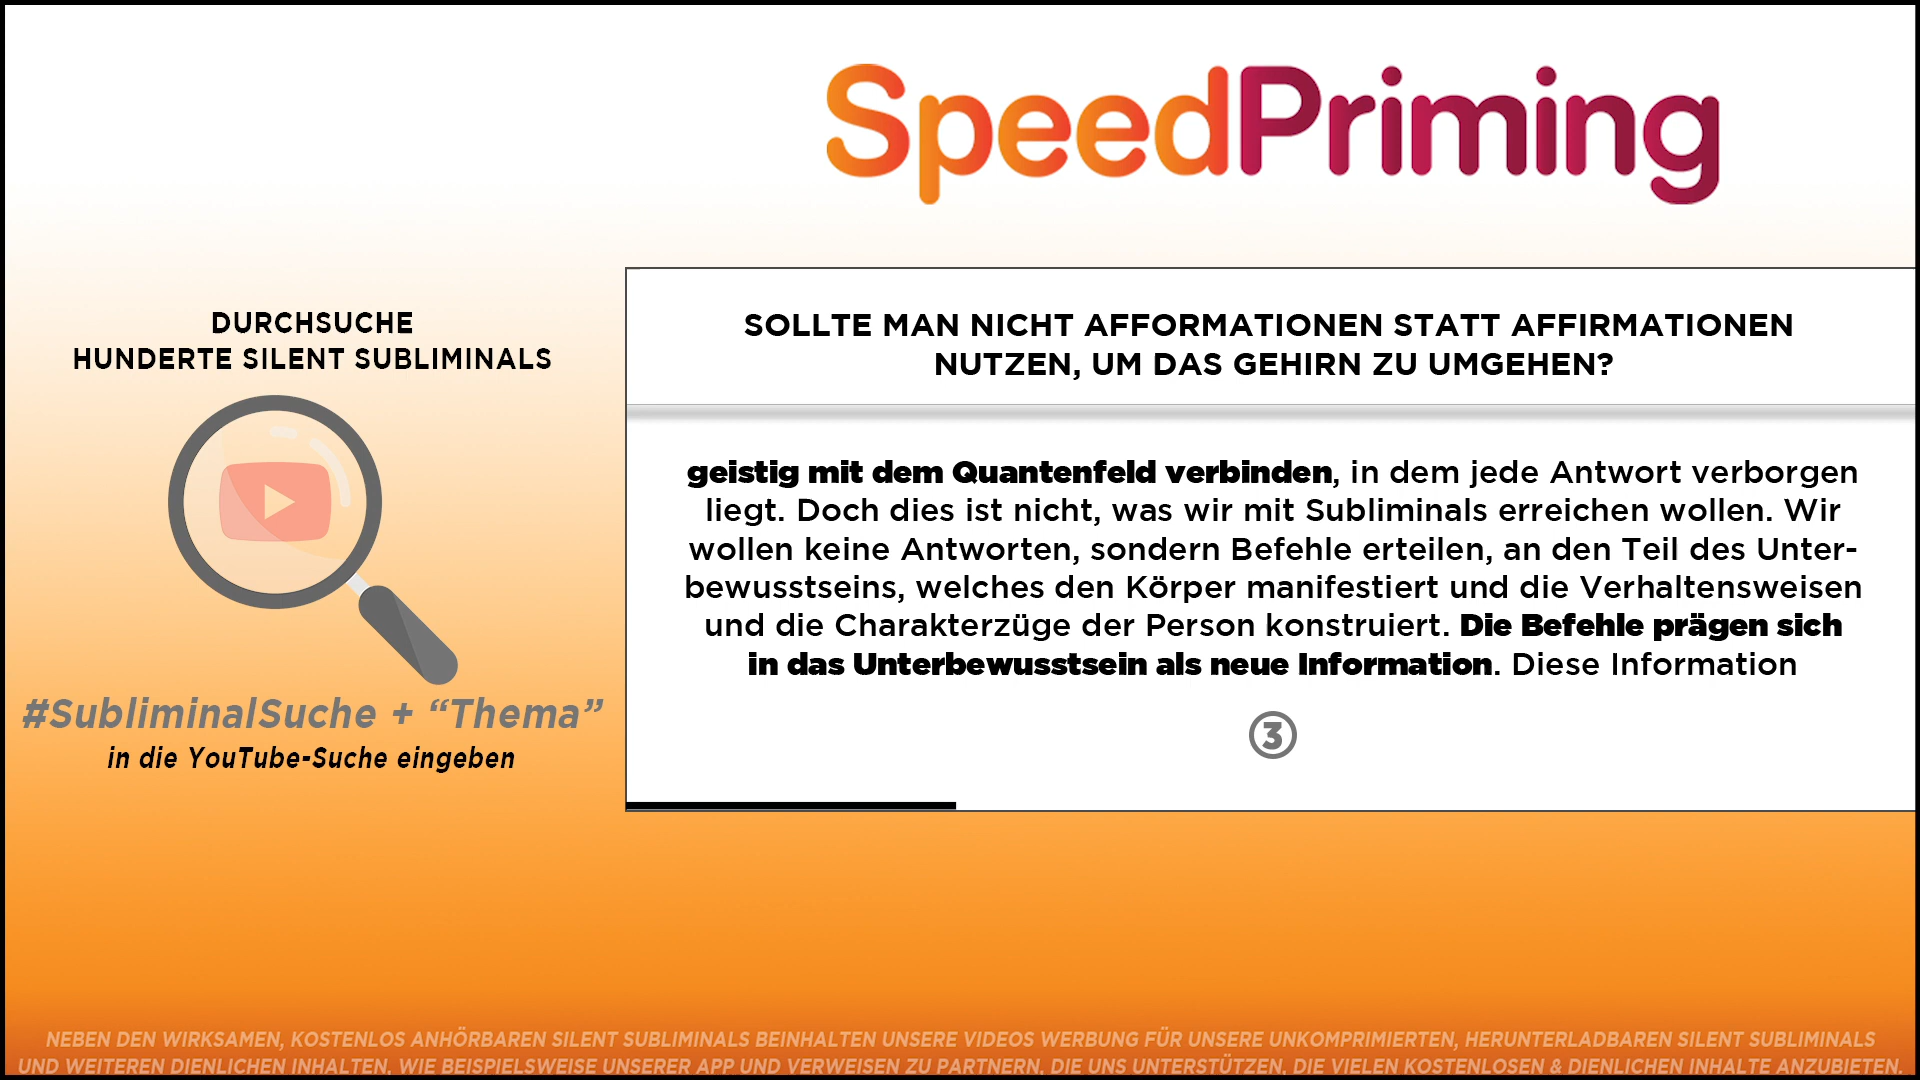 SpeedPriming
DURCHSUCHE
HUNDERTE SILENT SUBLIMINALS
#SubliminalSuche + “Thema”
in die YouTube-Suche eingeben
SOLLTE MAN NICHT AFFORMATIONEN STATT AFFIRMATIONEN
NUTZEN, UM DAS GEHIRN ZU UMGEHEN?
geistig mit dem Quantenfeld verbinden, in dem jede Antwort verborgen
liegt. Doch dies ist nicht, was wir mit Subliminals erreichen wollen. Wir
wollen keine Antworten, sondern Befehle erteilen, an den Teil des Unter-
bewusstseins, welches den Körper manifestiert und die Verhaltensweisen
und die Charakterzüge der Person konstruiert. Die Befehle prägen sich
in das Unterbewusstsein als neue Information. Diese Information
3
NEBEN DEN WIRKSAMEN, KOSTENLOS ANHÖRBAREN SILENT SUBLIMINALS BEINHALTEN UNSERE VIDEOS WERBUNG FÜR UNSERE UNKOMPRIMIERTEN, HERUNTERLADBAREN SILENT SUBLIMINALS
UND WEITEREN DIENLICHEN INHALTEN, WIE BEISPIELSWEISE UNSERER APP UND VERWEISEN ZU PARTNERN, DIE UNS UNTERSTÜTZEN, DIE VIELEN KOSTENLOSEN & DIENLICHEN INHALTE ANZUBIETEN.